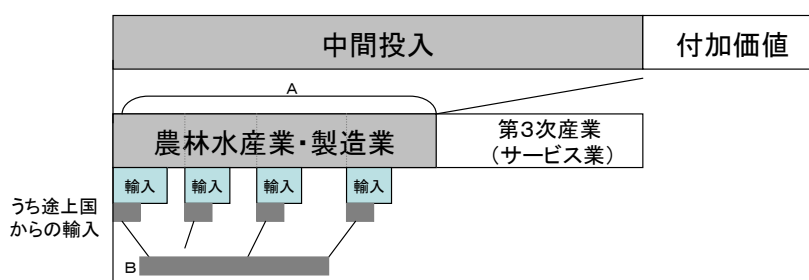 中間投入
付加価値
A
農林水産業・製造業
第3次産業
（サービス業）
輸入
輸入
輸入
輸入
うち途上国
からの輸入
B